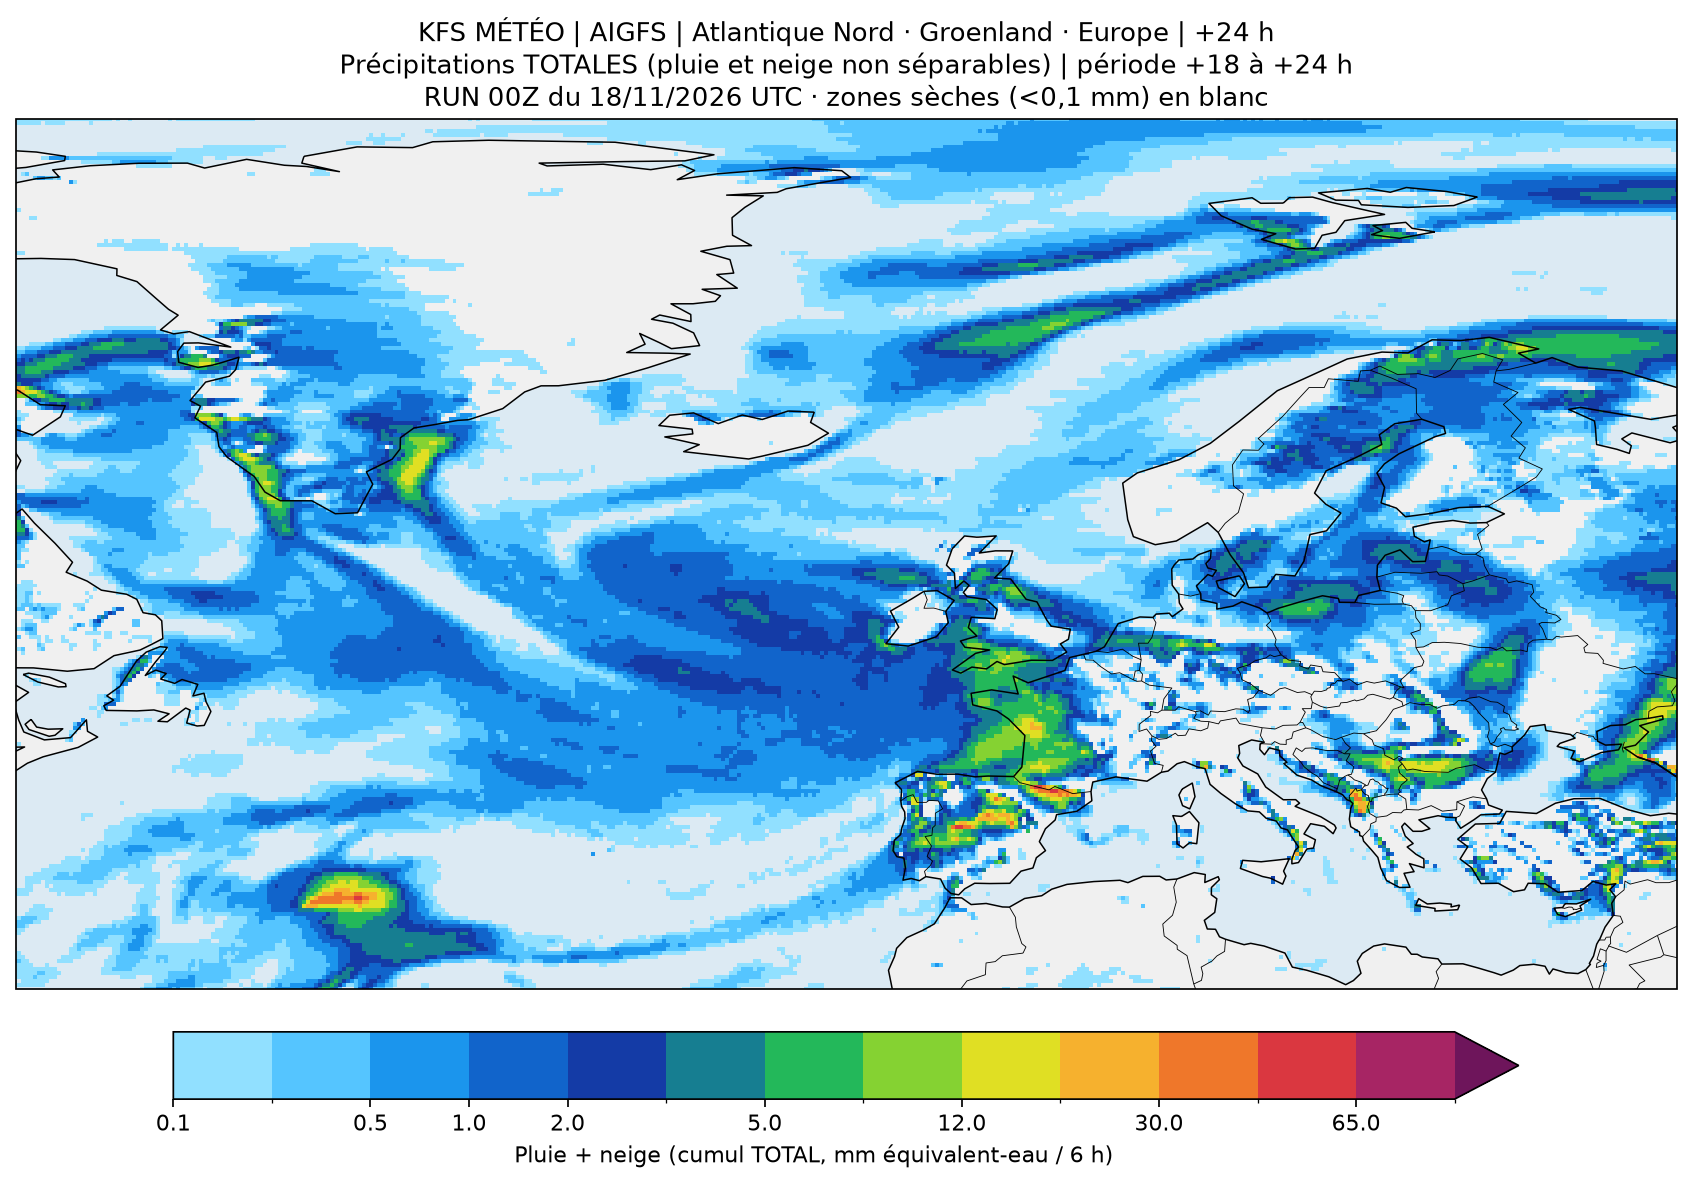 KFS MÉTÉO | AIGFS | Atlantique Nord · Groenland · Europe | +24 h
Précipitations TOTALES (pluie et neige non séparables) | période +18 à +24 h
RUN 00Z du 18/11/2026 UTC · zones sèches (<0,1 mm) en blanc
0.1 0.5 1.0 2.0 5.0 12.0 30.0 65.0
Pluie + neige (cumul TOTAL, mm équivalent-eau / 6 h)